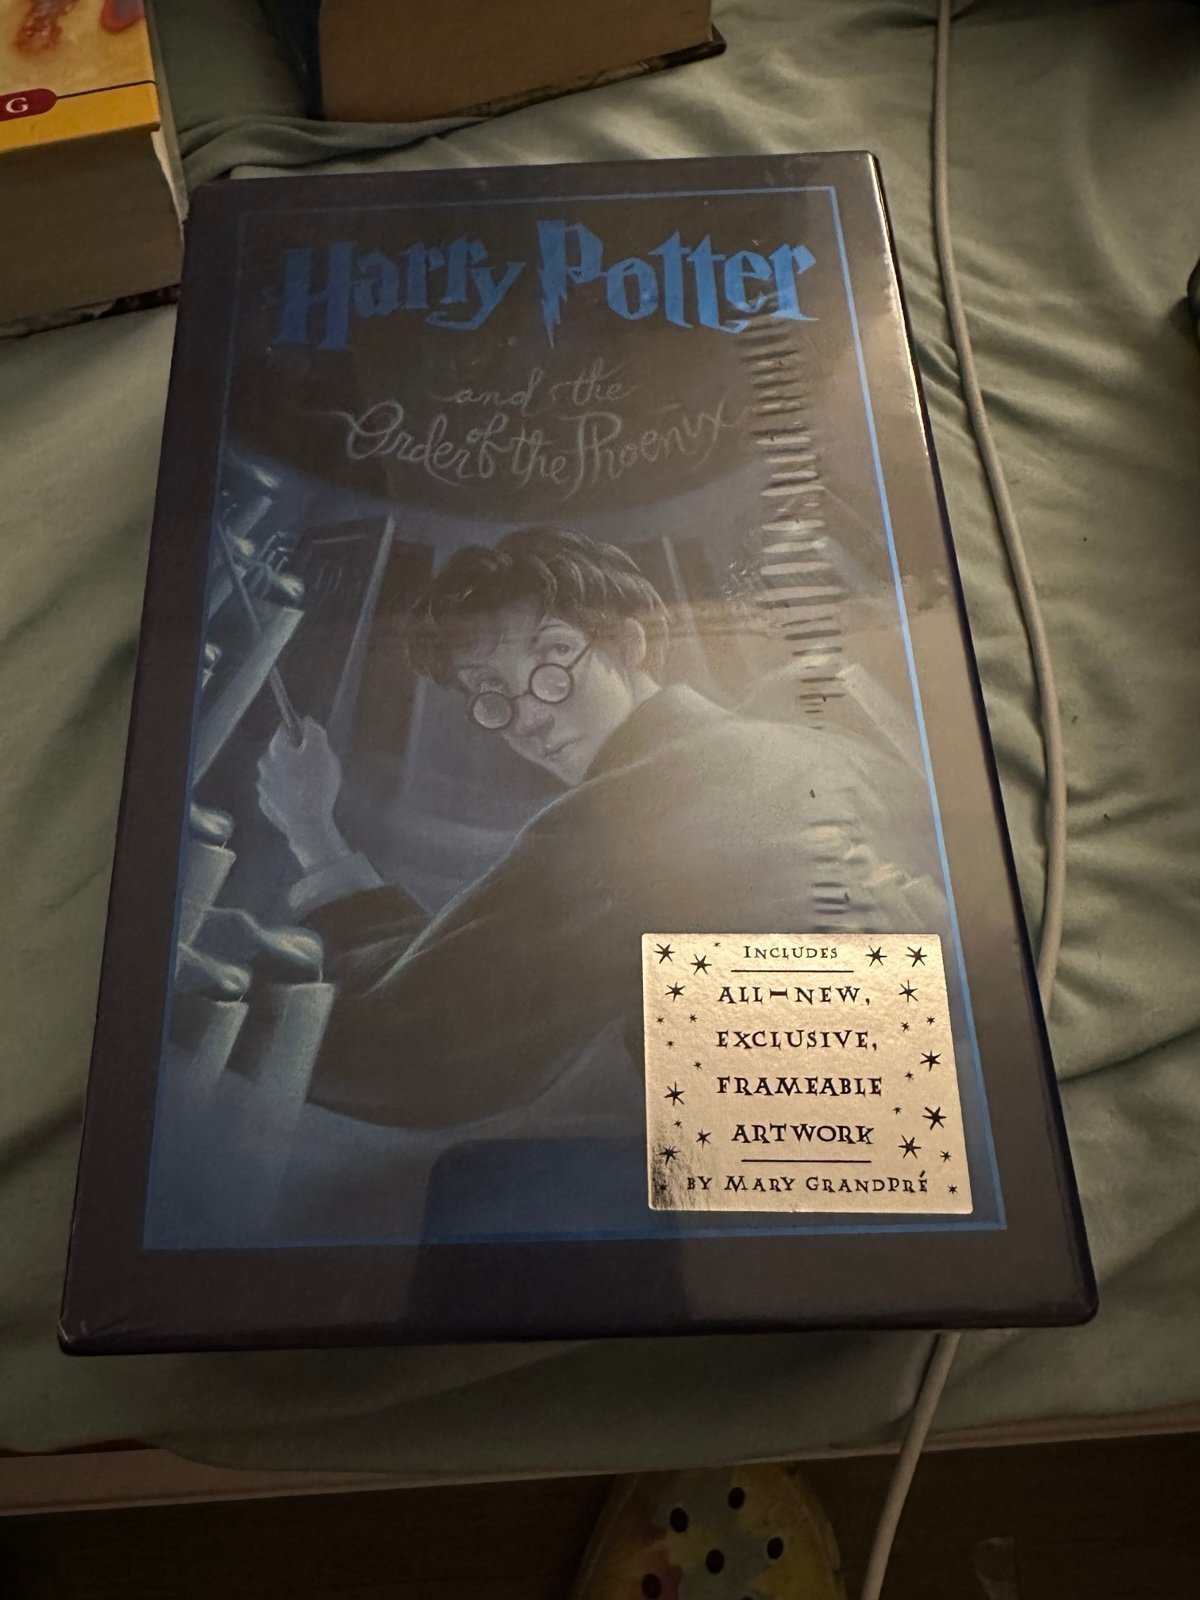 G
Harry Potter
and the
Order of the Phoenix
INCLUDES
ALL-NEW,
EXCLUSIVE,
FRAMEABLE
ARTWORK
BY MARY GRANDPRÉ